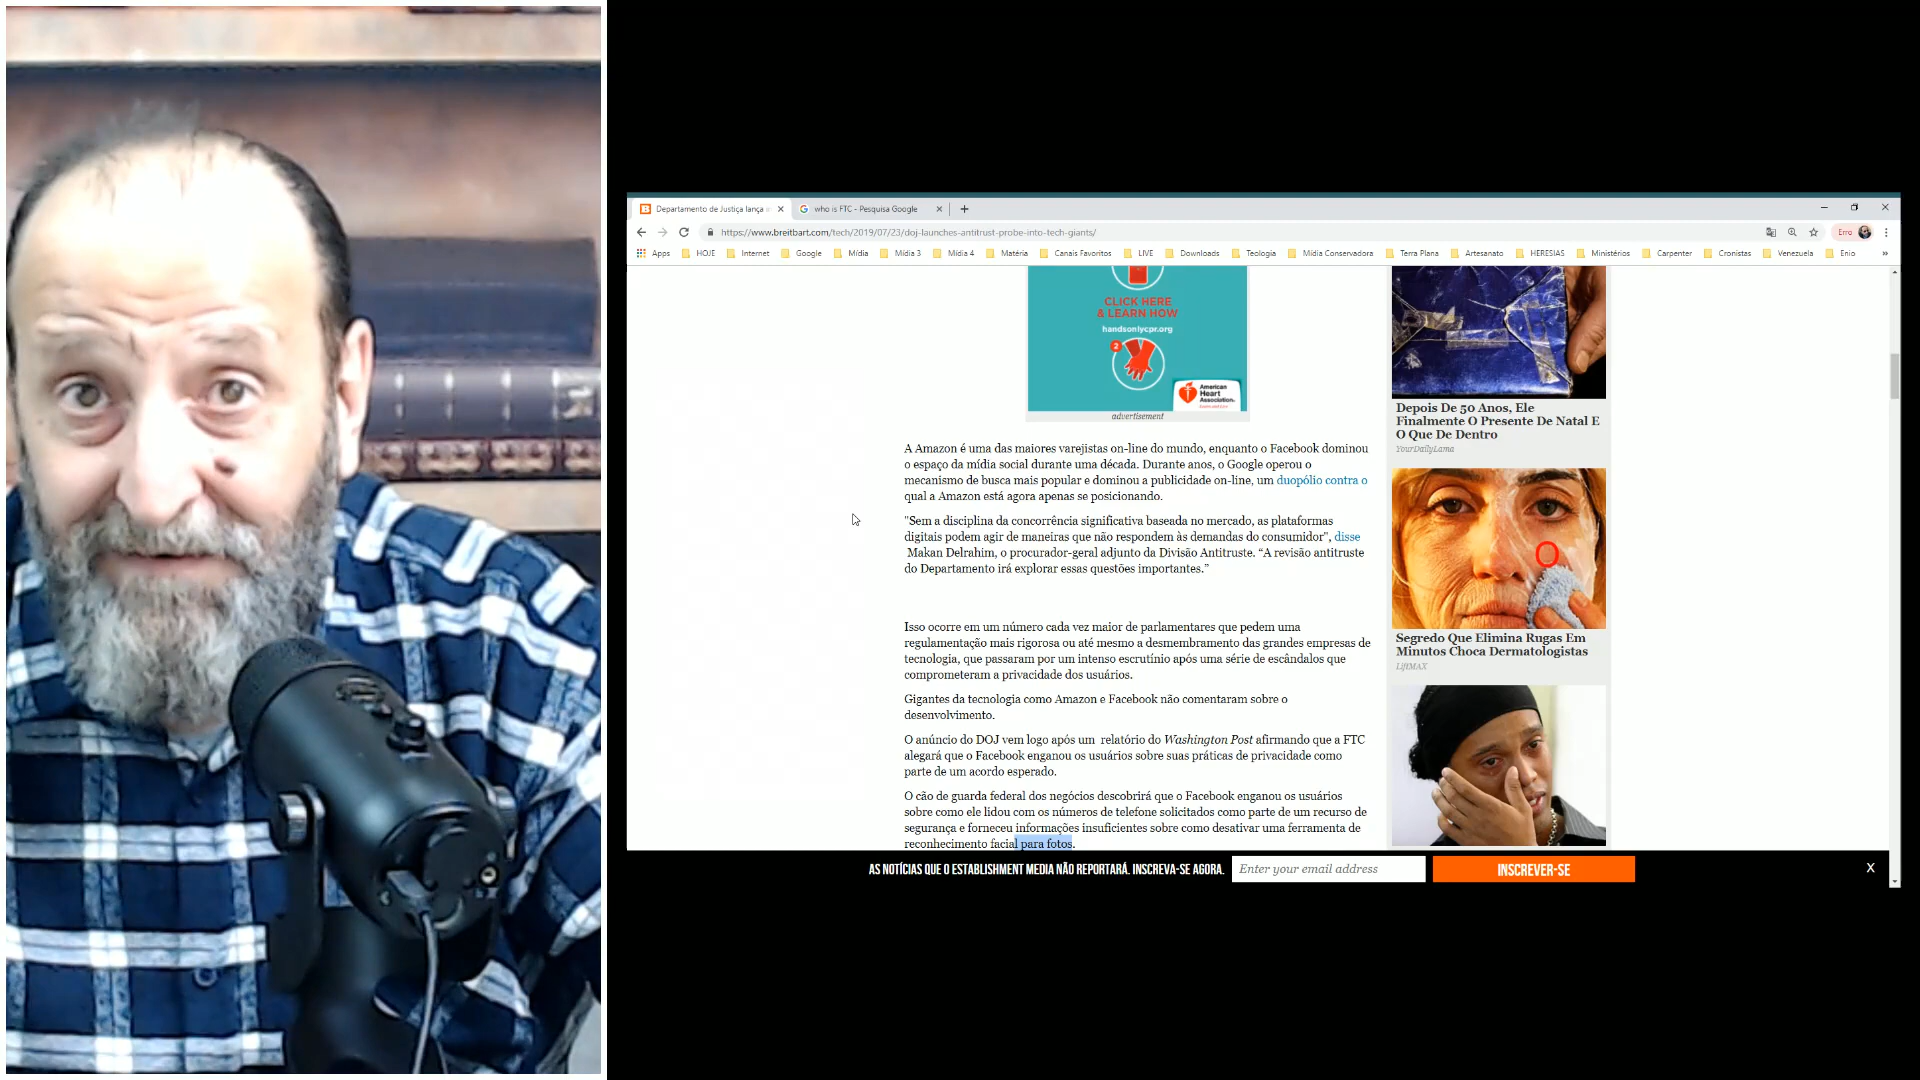 Departamento de Justiça lança
who is FTC - Pesquisa Google
https://www.breitbart.com/tech/2019/07/23/doj-launches-antitrust-probe-into-tech-giants/
Erro
Apps HOJE Internet Google Mídia Mídia 3 Mídia 4 Matéria Canais Favoritos LIVE Downloads Teologia Mídia Conservadora Terra Plana Artesanato HERESIAS Ministérios Carpenter Cronistas Venezuela Enio »
CLICK HERE
& LEARN HOW
handsonlycpr.org
2
American
Heart
Association.
advertisement
A Amazon é uma das maiores varejistas on-line do mundo, enquanto o Facebook dominou
o espaço da mídia social durante uma década. Durante anos, o Google operou o
mecanismo de busca mais popular e dominou a publicidade on-line, um duopólio contra o
qual a Amazon está agora apenas se posicionando.
"Sem a disciplina da concorrência significativa baseada no mercado, as plataformas
digitais podem agir de maneiras que não respondem às demandas do consumidor", disse
Makan Delrahim, o procurador-geral adjunto da Divisão Antitruste. “A revisão antitruste
do Departamento irá explorar essas questões importantes.”
Isso ocorre em um número cada vez maior de parlamentares que pedem uma
regulamentação mais rigorosa ou até mesmo a desmembramento das grandes empresas de
tecnologia, que passaram por um intenso escrutínio após uma série de escândalos que
comprometeram a privacidade dos usuários.
Gigantes da tecnologia como Amazon e Facebook não comentaram sobre o
desenvolvimento.
O anúncio do DOJ vem logo após um relatório do Washington Post afirmando que a FTC
alegará que o Facebook enganou os usuários sobre suas práticas de privacidade como
parte de um acordo esperado.
O cão de guarda federal dos negócios descobrirá que o Facebook enganou os usuários
sobre como ele lidou com os números de telefone solicitados como parte de um recurso de
segurança e forneceu informações insuficientes sobre como desativar uma ferramenta de
reconhecimento facial para fotos.
Depois De 50 Anos, Ele
Finalmente O Presente De Natal E
O Que De Dentro
YourDailyLama
Segredo Que Elimina Rugas Em
Minutos Choca Dermatologistas
LiftMAX
AS NOTÍCIAS QUE O ESTABLISHMENT MEDIA NÃO REPORTARÁ. INSCREVA-SE AGORA.
Enter your email address
INSCREVER-SE
X